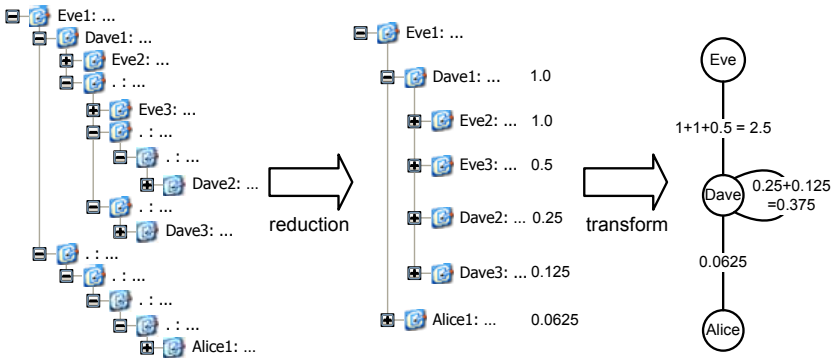 Eve1: ...
Dave1: ...
Eve2: ...
. : ...
Eve3: ...
. : ...
. : ...
Dave2: ...
. : ...
Dave3: ...
. : ...
. : ...
. : ...
. : ...
Alice1: ...
reduction
Eve1: ...
Dave1: ... 1.0
Eve2: ... 1.0
Eve3: ... 0.5
Dave2: ... 0.25
Dave3: ... 0.125
Alice1: ... 0.0625
transform
Eve
1+1+0.5 = 2.5
Dave
0.25+0.125
=0.375
0.0625
Alice